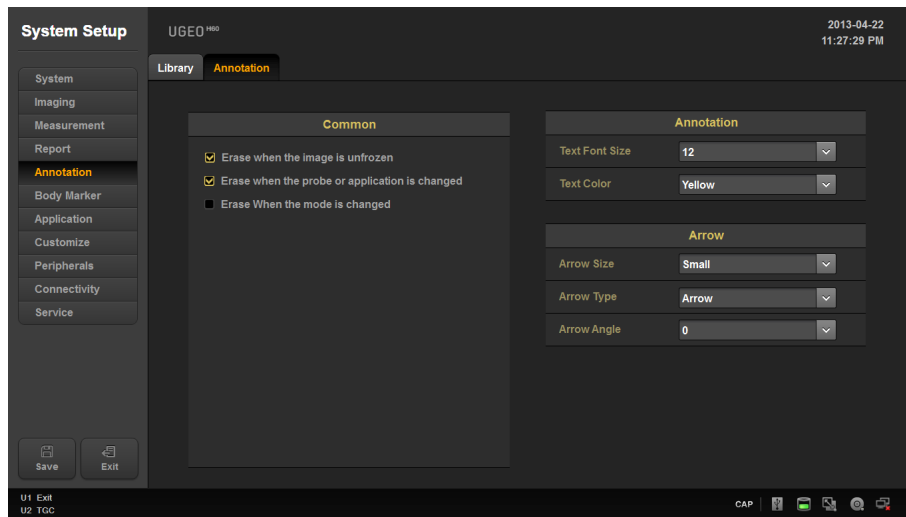 System Setup
UGEO H60
2013-04-22
11:27:29 PM
Library
Annotation
System
Imaging
Measurement
Report
Annotation
Body Marker
Application
Customize
Peripherals
Connectivity
Service
Common
Erase when the image is unfrozen
Erase when the probe or application is changed
Erase When the mode is changed
Annotation
Text Font Size 12
Text Color Yellow
Arrow
Arrow Size Small
Arrow Type Arrow
Arrow Angle 0
Save
Exit
U1 Exit
U2 TGC
CAP